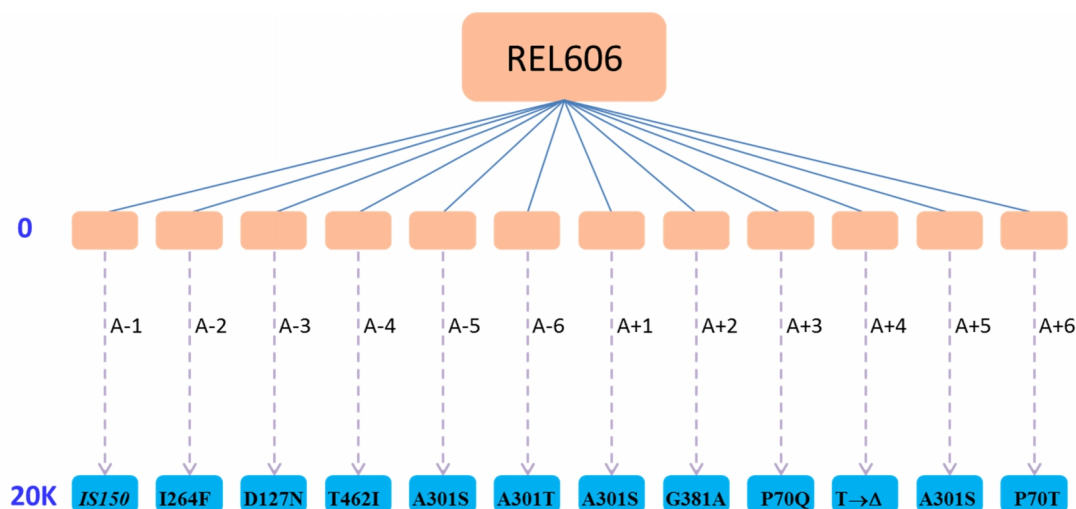 REL606
0
A-1 A-2 A-3 A-4 A-5 A-6 A+1 A+2 A+3 A+4 A+5 A+6
20K IS150 I264F D127N T462I A301S A301T A301S G381A P70Q T→Δ A301S P70T